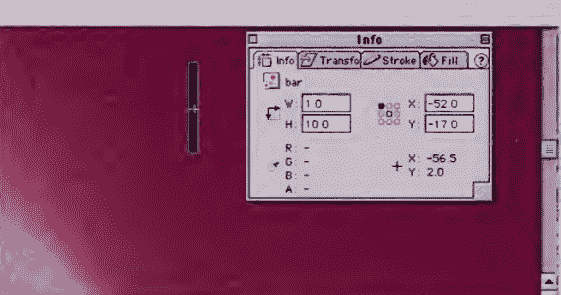 Info
Info Transfo Stroke Fill ?
bar
W: 1.0 X: -52.0
H: 10.0 Y: -17.0
R: -
G: - X: -56.5
B: - Y: 2.0
A: -